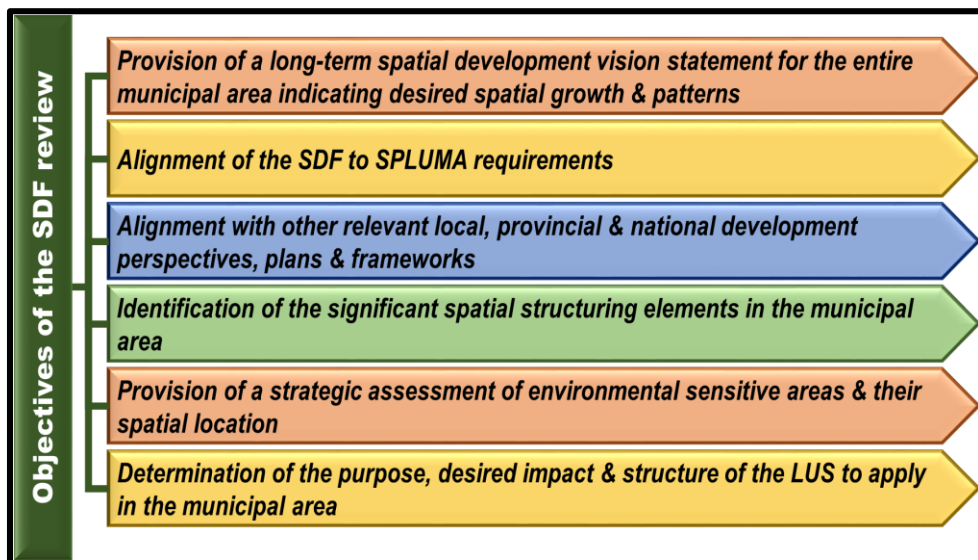 Objectives of the SDF review
Provision of a long-term spatial development vision statement for the entire
municipal area indicating desired spatial growth & patterns
Alignment of the SDF to SPLUMA requirements
Alignment with other relevant local, provincial & national development
perspectives, plans & frameworks
Identification of the significant spatial structuring elements in the municipal
area
Provision of a strategic assessment of environmental sensitive areas & their
spatial location
Determination of the purpose, desired impact & structure of the LUS to apply
in the municipal area